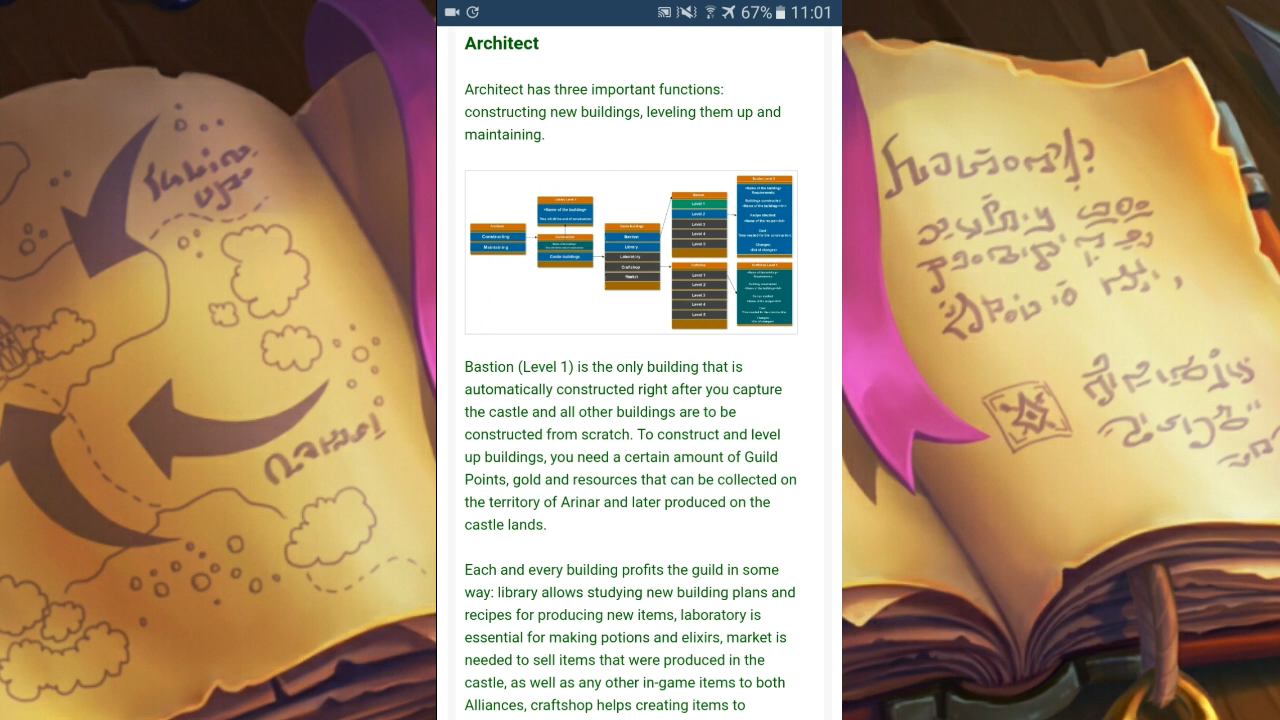 67% 11:01
Architect
Architect has three important functions:
constructing new buildings, leveling them up and
maintaining.
Constructing
Maintaining
Library Level 1
<Name of the building>
Castle buildings
Bastion
Library
Laboratory
Craftshop
Market
Level 1
Level 2
Level 3
Level 4
Level 5
Level 1
Level 2
Level 3
Level 4
Level 5
Bastion (Level 1) is the only building that is
automatically constructed right after you capture
the castle and all other buildings are to be
constructed from scratch. To construct and level
up buildings, you need a certain amount of Guild
Points, gold and resources that can be collected on
the territory of Arinar and later produced on the
castle lands.
Each and every building profits the guild in some
way: library allows studying new building plans and
recipes for producing new items, laboratory is
essential for making potions and elixirs, market is
needed to sell items that were produced in the
castle, as well as any other in-game items to both
Alliances, craftshop helps creating items to